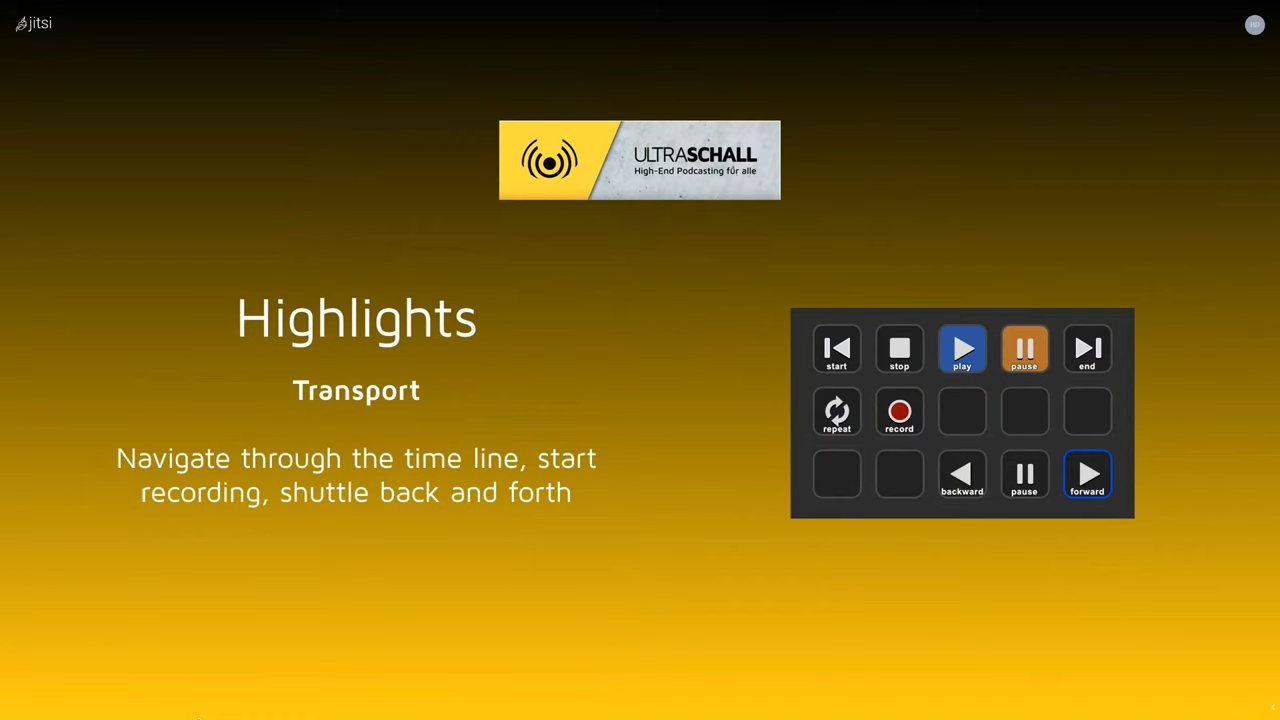 jitsi
HD
ULTRASCHALL
High-End Podcasting für alle
Highlights
Transport
Navigate through the time line, start
recording, shuttle back and forth
start stop play pause end
repeat record
backward pause forward